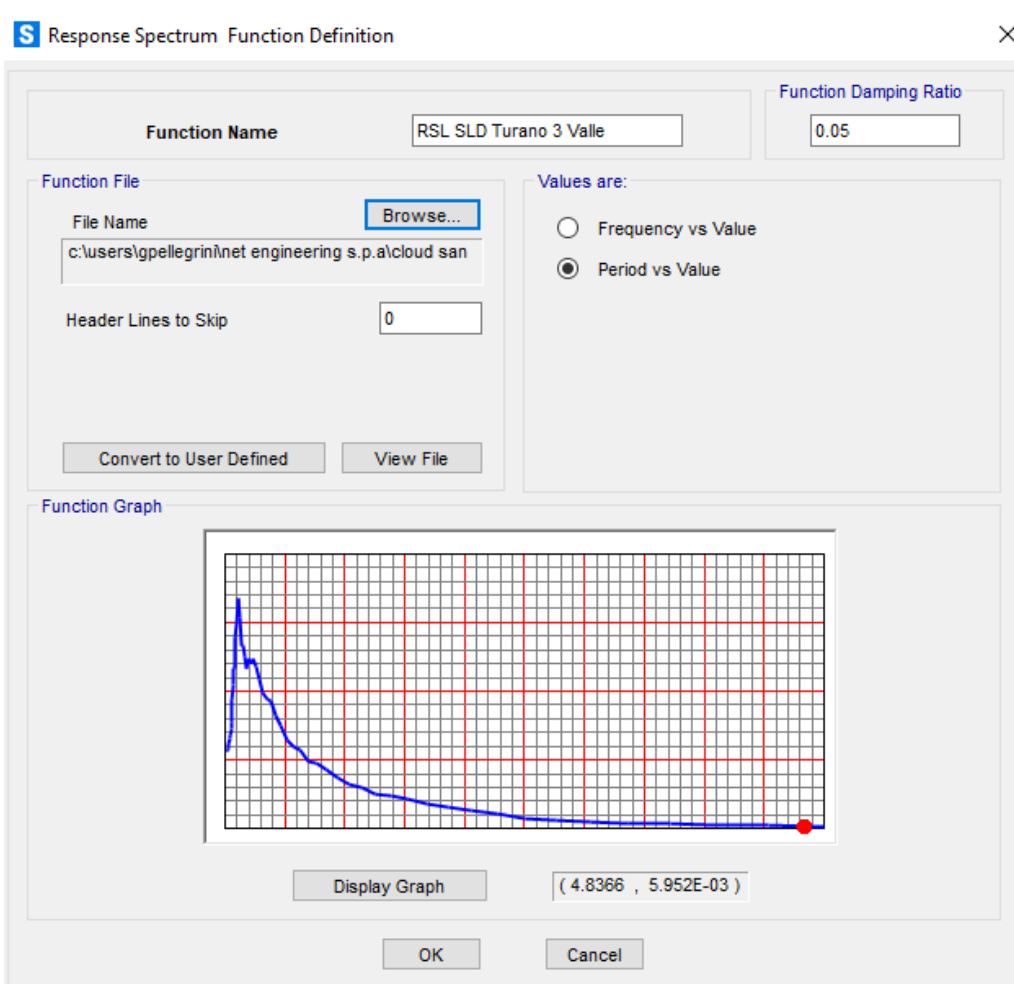 S Response Spectrum Function Definition
Function Damping Ratio
Function Name
RSL SLD Turano 3 Valle
0.05
Function File
Values are:
File Name
Browse...
Frequency vs Value
c:\users\gpellegrini\net engineering s.p.a\cloud san
Period vs Value
Header Lines to Skip
0
Convert to User Defined
View File
Function Graph
Display Graph
( 4.8366 , 5.952E-03 )
OK
Cancel